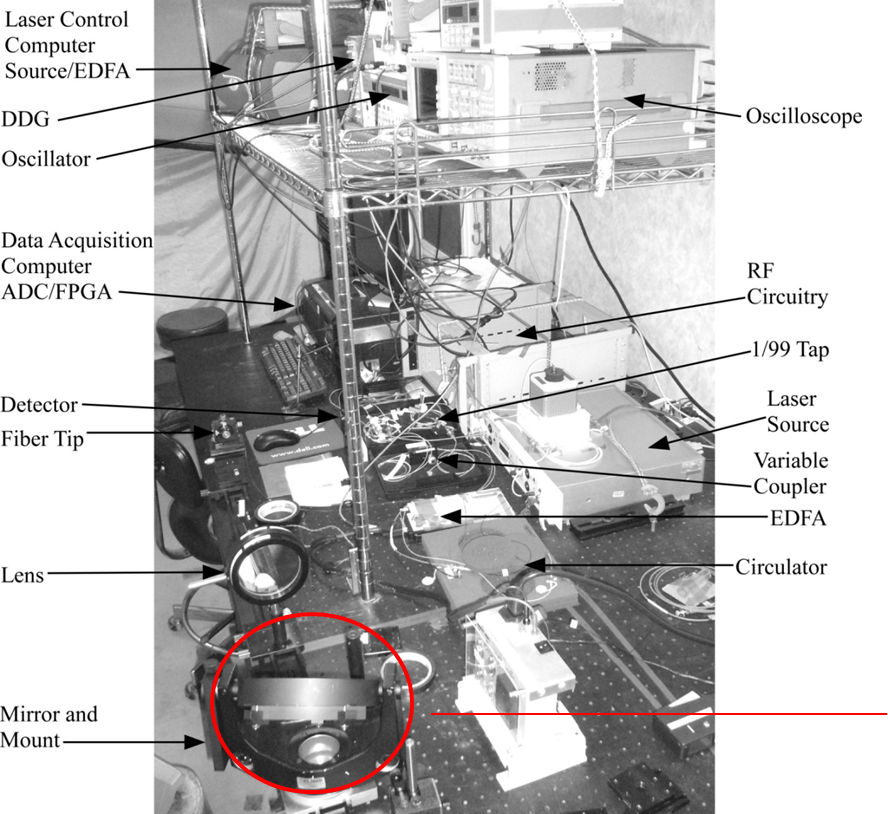 Laser Control
Computer
Source/EDFA
DDG
Oscillator
Oscilloscope
Data Acquisition
Computer
ADC/FPGA
RF
Circuitry
1/99 Tap
Detector
Fiber Tip
Laser
Source
www.dell.com
Variable
Coupler
EDFA
Lens
Circulator
Mirror and
Mount